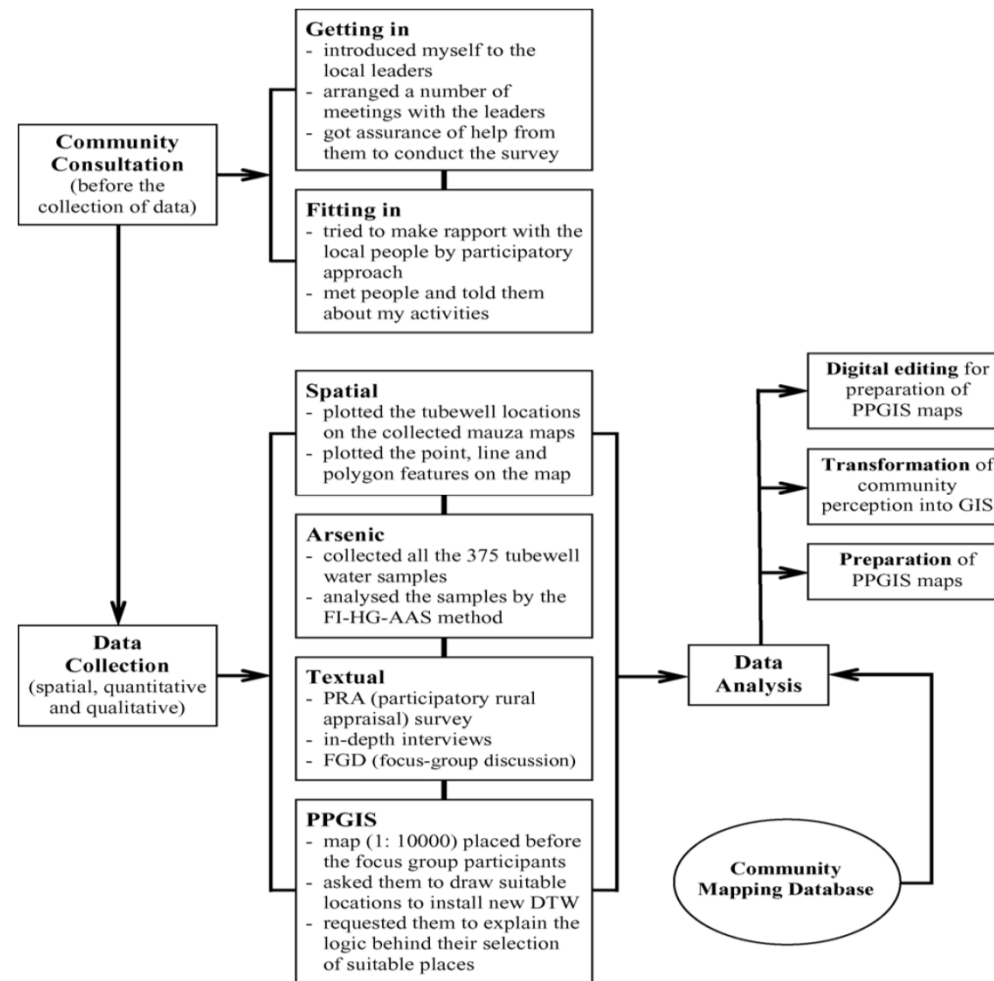 Getting in
- introduced myself to the
local leaders
- arranged a number of
meetings with the leaders
- got assurance of help from
them to conduct the survey
Community
Consultation
(before the
collection of data)
Fitting in
- tried to make rapport with the
local people by participatory
approach
- met people and told them
about my activities
Spatial
- plotted the tubewell locations
on the collected mauza maps
- plotted the point, line and
polygon features on the map
Arsenic
- collected all the 375 tubewell
water samples
- analysed the samples by the
FI-HG-AAS method
Data
Collection
(spatial, quantitative
and qualitative)
Textual
- PRA (participatory rural
appraisal) survey
- in-depth interviews
- FGD (focus-group discussion)
PPGIS
- map (1: 10000) placed before
the focus group participants
- asked them to draw suitable
locations to install new DTW
- requested them to explain the
logic behind their selection
of suitable places
Digital editing for
preparation of
PPGIS maps
Transformation of
community
perception into GIS
Preparation of
PPGIS maps
Data
Analysis
Community
Mapping Database